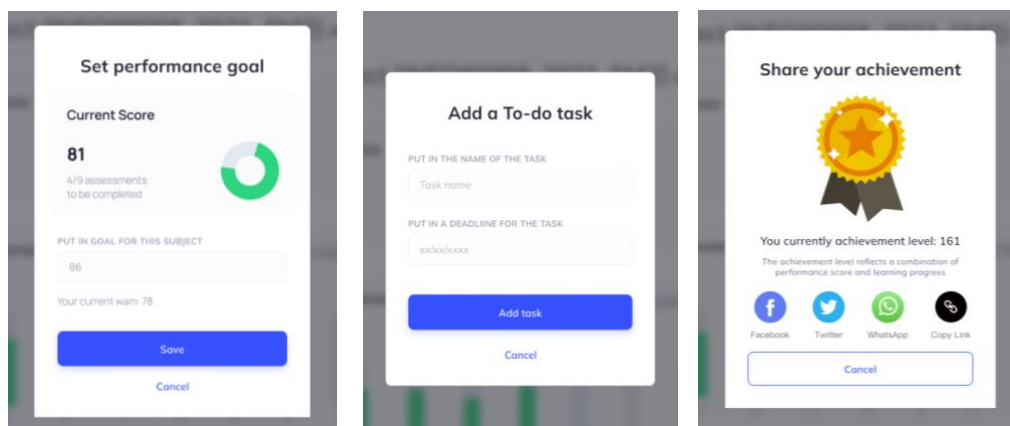 Set performance goal
Current Score
81
4/9 assessments
to be completed
PUT IN GOAL FOR THIS SUBJECT
86
Your current wam: 78
Save
Cancel
Add a To-do task
PUT IN THE NAME OF THE TASK
Task name
PUT IN A DEADLIINE FOR THE TASK
xx/xx/xxxx
Add task
Cancel
Share your achievement
You currently achievement level: 161
The achievement level reflects a combination of
performance score and learning progress
Facebook
Twitter
WhatsApp
Copy Link
Cancel